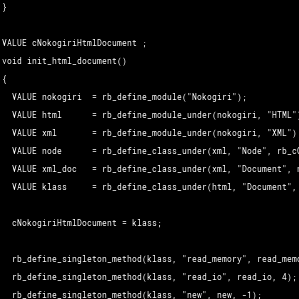 }
VALUE cNokogiriHtmlDocument ;
void init_html_document()
{
VALUE nokogiri = rb_define_module("Nokogiri");
VALUE html = rb_define_module_under(nokogiri, "HTML")
VALUE xml = rb_define_module_under(nokogiri, "XML")
VALUE node = rb_define_class_under(xml, "Node",
VALUE xml_doc = rb_define_class_under(xml, "Document",
VALUE klass = rb_define_class_under(html, "Document",
cNokogiriHtmlDocument = klass;
rb_define_singleton_method(klass, "read_memory",
rb_define_singleton_method(klass, "read_io", read_io, 4);
rb_define_singleton_method(klass, "new", new, -1);